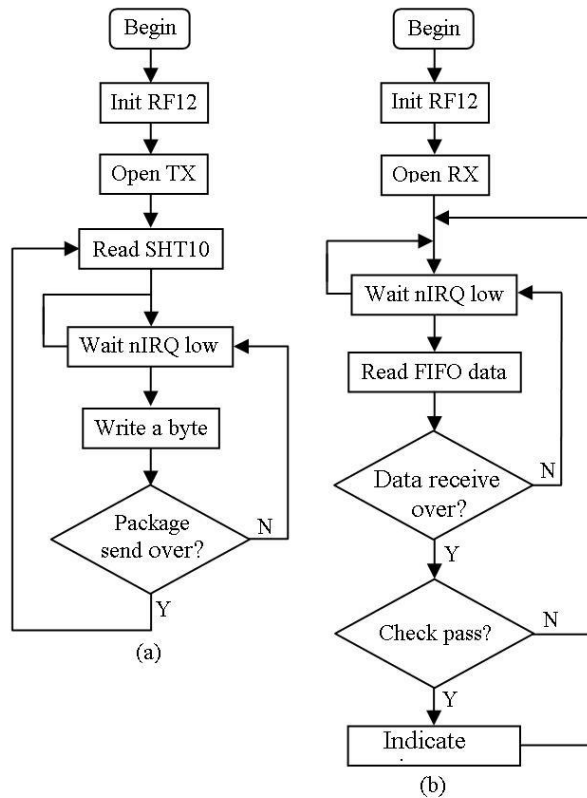 Begin
Init RF12
Open TX
Read SHT10
Wait nIRQ low
Write a byte
Package
send over?
N
Y
(a)
Begin
Init RF12
Open RX
Wait nIRQ low
Read FIFO data
Data receive
over?
N
Y
Check pass?
N
Y
Indicate
(b)